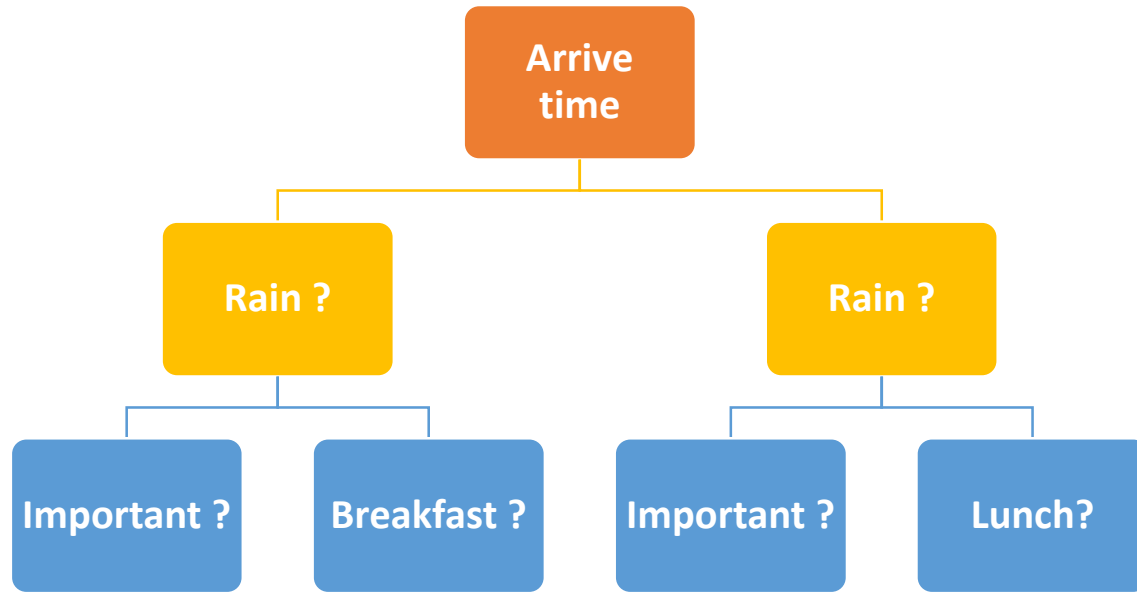 Arrive
time
Rain ?
Rain ?
Important ?
Breakfast ?
Important ?
Lunch?